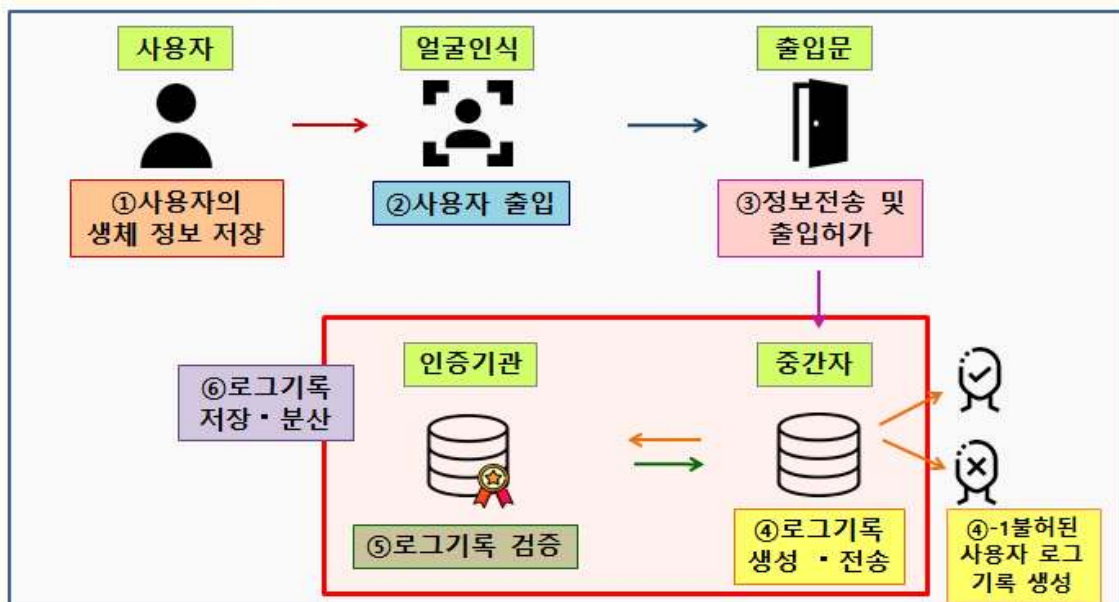 사용자
얼굴인식
출입문
①사용자의
생체 정보 저장
②사용자 출입
③정보전송 및
출입허가
인증기관
중간자
⑥로그기록
저장・분산
⑤로그기록 검증
④로그기록
생성 ・전송
④-1불허된
사용자 로그
기록 생성